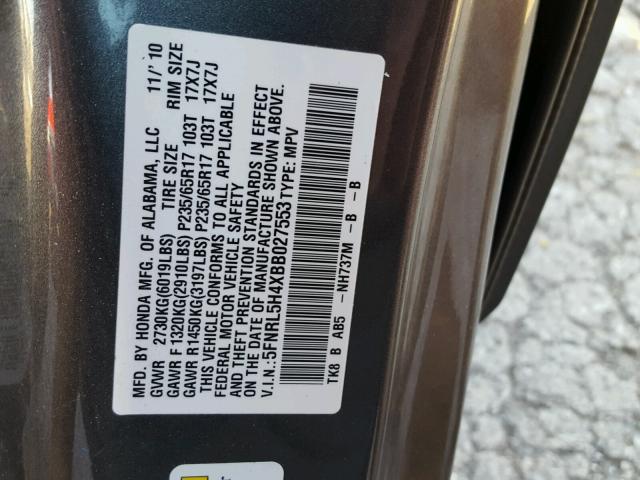 MFD. BY HONDA MFG. OF ALABAMA, LLC 11/'10
GVWR 2730KG(6019LBS) TIRE SIZE RIM SIZE
GAWR F 1320KG(2910LBS) P235/65R17 103T 17X7J
GAWR R1450KG(3197LBS) P235/65R17 103T 17X7J
THIS VEHICLE CONFORMS TO ALL APPLICABLE
FEDERAL MOTOR VEHICLE SAFETY
AND THEFT PREVENTION STANDARDS IN EFFECT
ON THE DATE OF MANUFACTURE SHOWN ABOVE.
V.I.N.:5FNRL5H4XBB027553 TYPE: MPV
TK8 B AB5 -NH737M -B -B